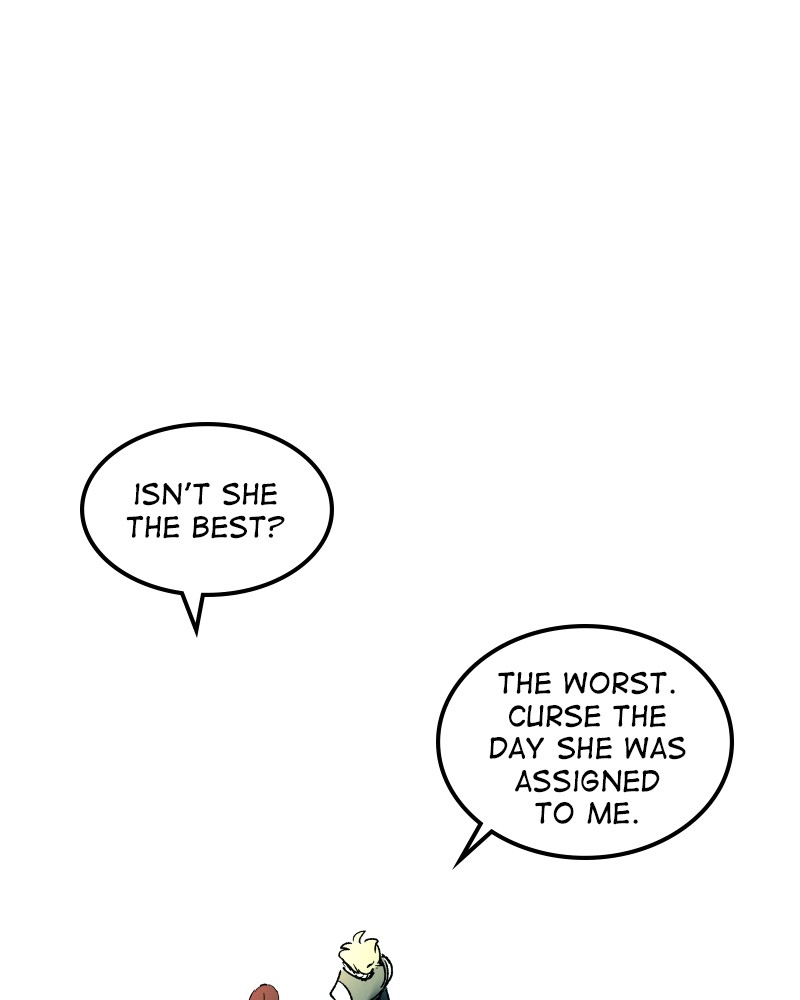 ISN'T SHE
THE BEST?
THE WORST.
CURSE THE
DAY SHE WAS
ASSIGNED
TO ME.